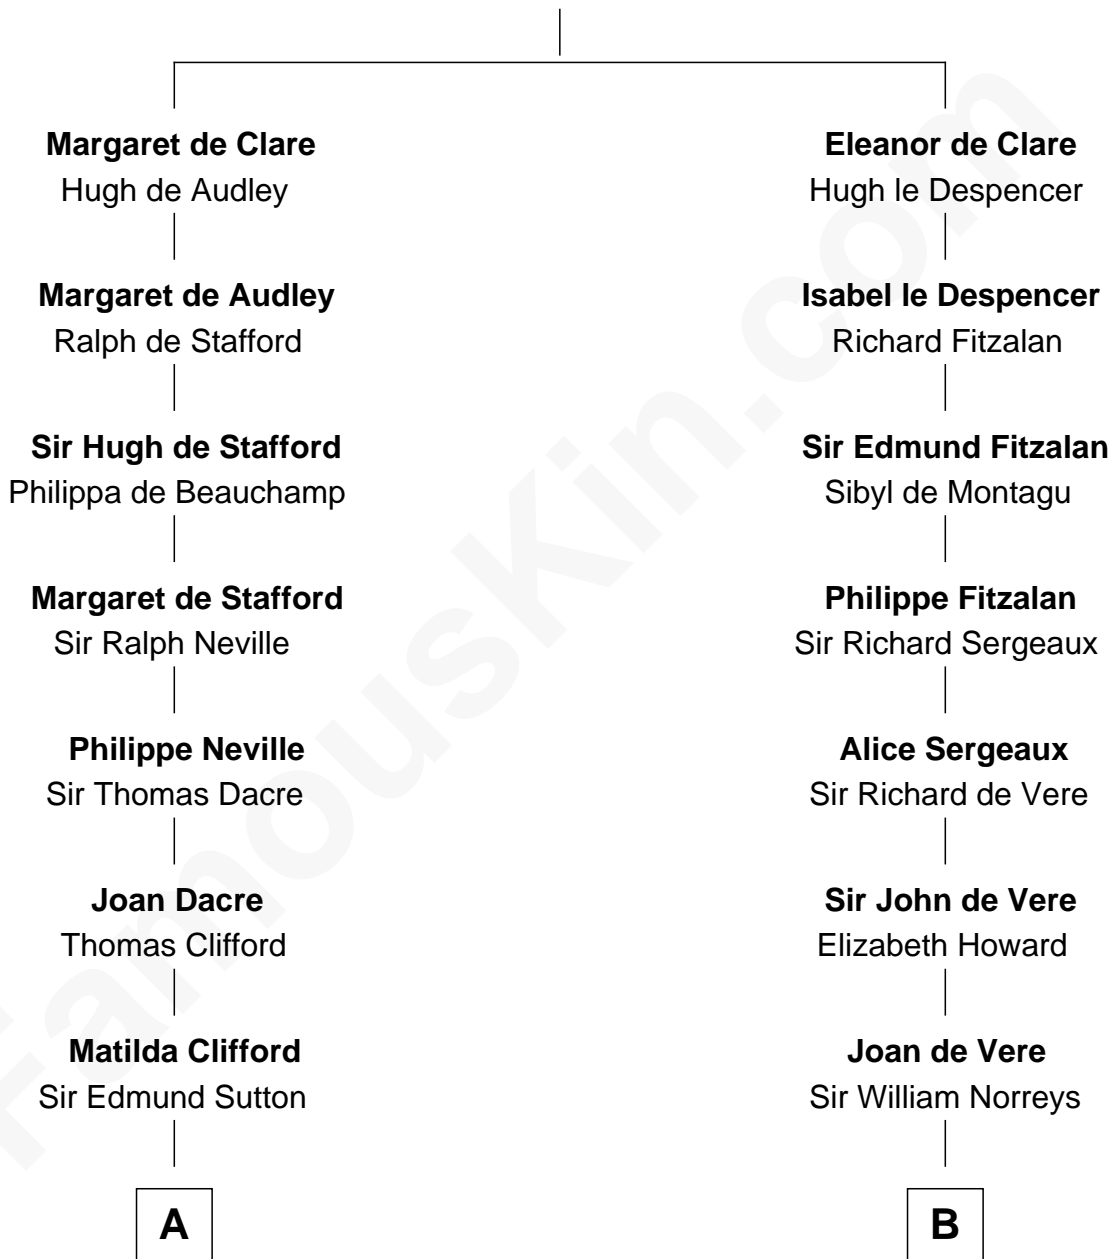 Margaret de Clare
Hugh de Audley
Margaret de Audley
Ralph de Stafford
Sir Hugh de Stafford
Philippa de Beauchamp
Margaret de Stafford
Sir Ralph Neville
Philippe Neville
Sir Thomas Dacre
Joan Dacre
Thomas Clifford
Matilda Clifford
Sir Edmund Sutton
A
Eleanor de Clare
Hugh le Despencer
Isabel le Despencer
Richard Fitzalan
Sir Edmund Fitzalan
Sibyl de Montagu
Philippe Fitzalan
Sir Richard Sergeaux
Alice Sergeaux
Sir Richard de Vere
Sir John de Vere
Elizabeth Howard
Joan de Vere
Sir William Norreys
B
FamousKin.com